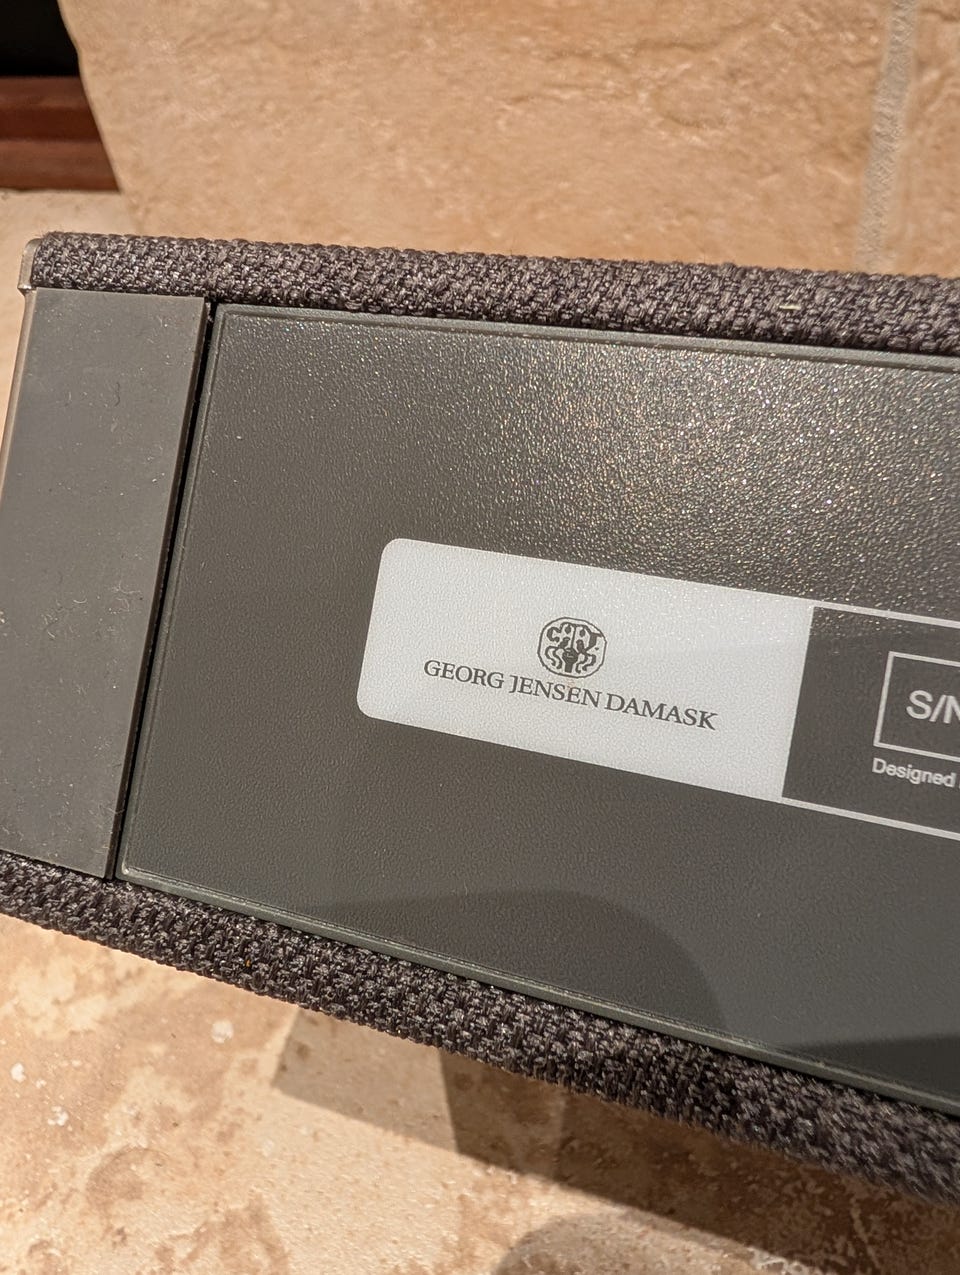 GEORG JENSEN DAMASK
S/N
Designed